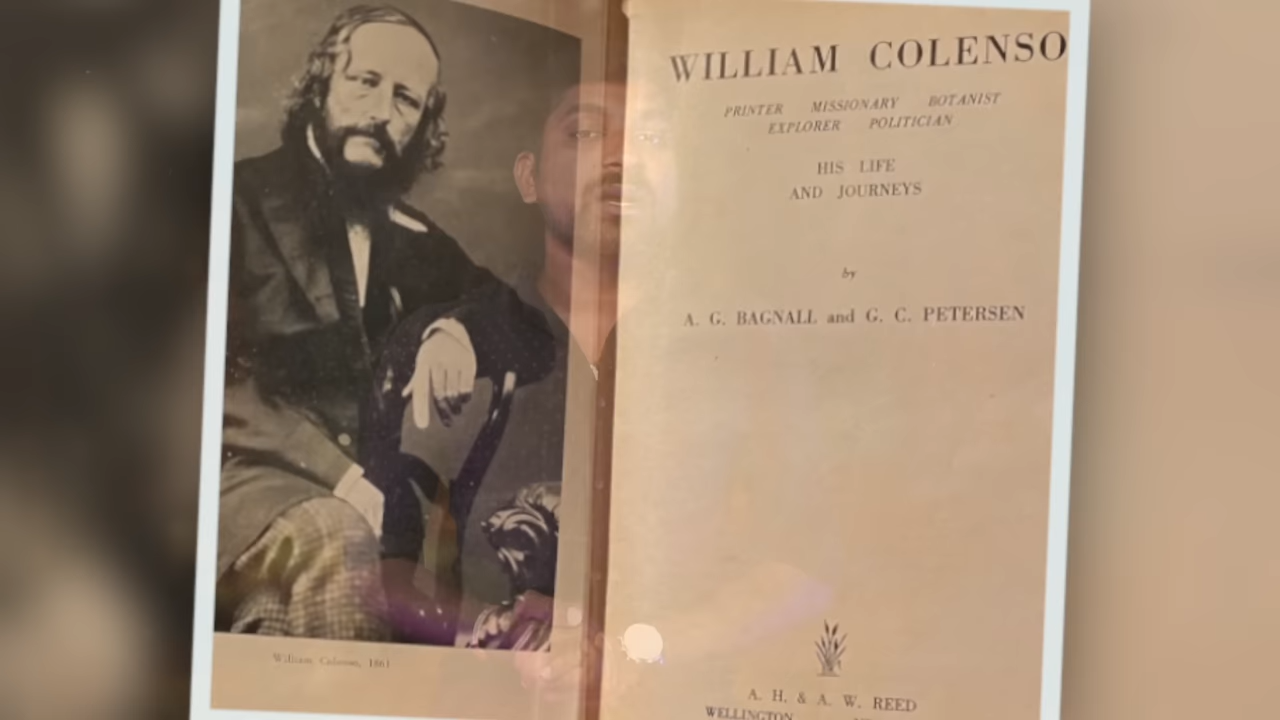 William Colenso, 1861
WILLIAM COLENSO
PRINTER MISSIONARY BOTANIST
EXPLORER POLITICIAN
HIS LIFE
AND JOURNEYS
by
A. G. BAGNALL and G. C. PETERSEN
A. H. & A. W. REED
WELLINGTON